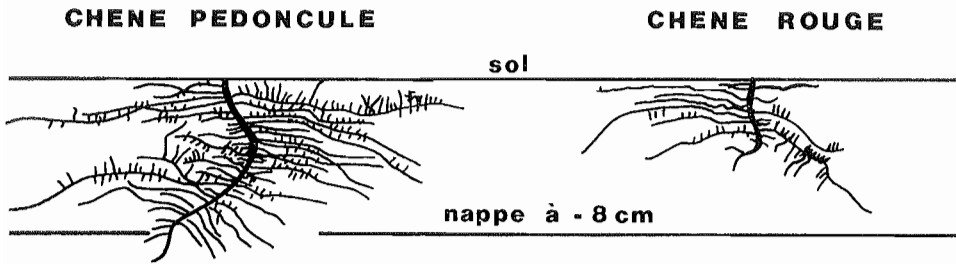 CHENE PEDONCULE
CHENE ROUGE
sol
nappe à - 8 cm